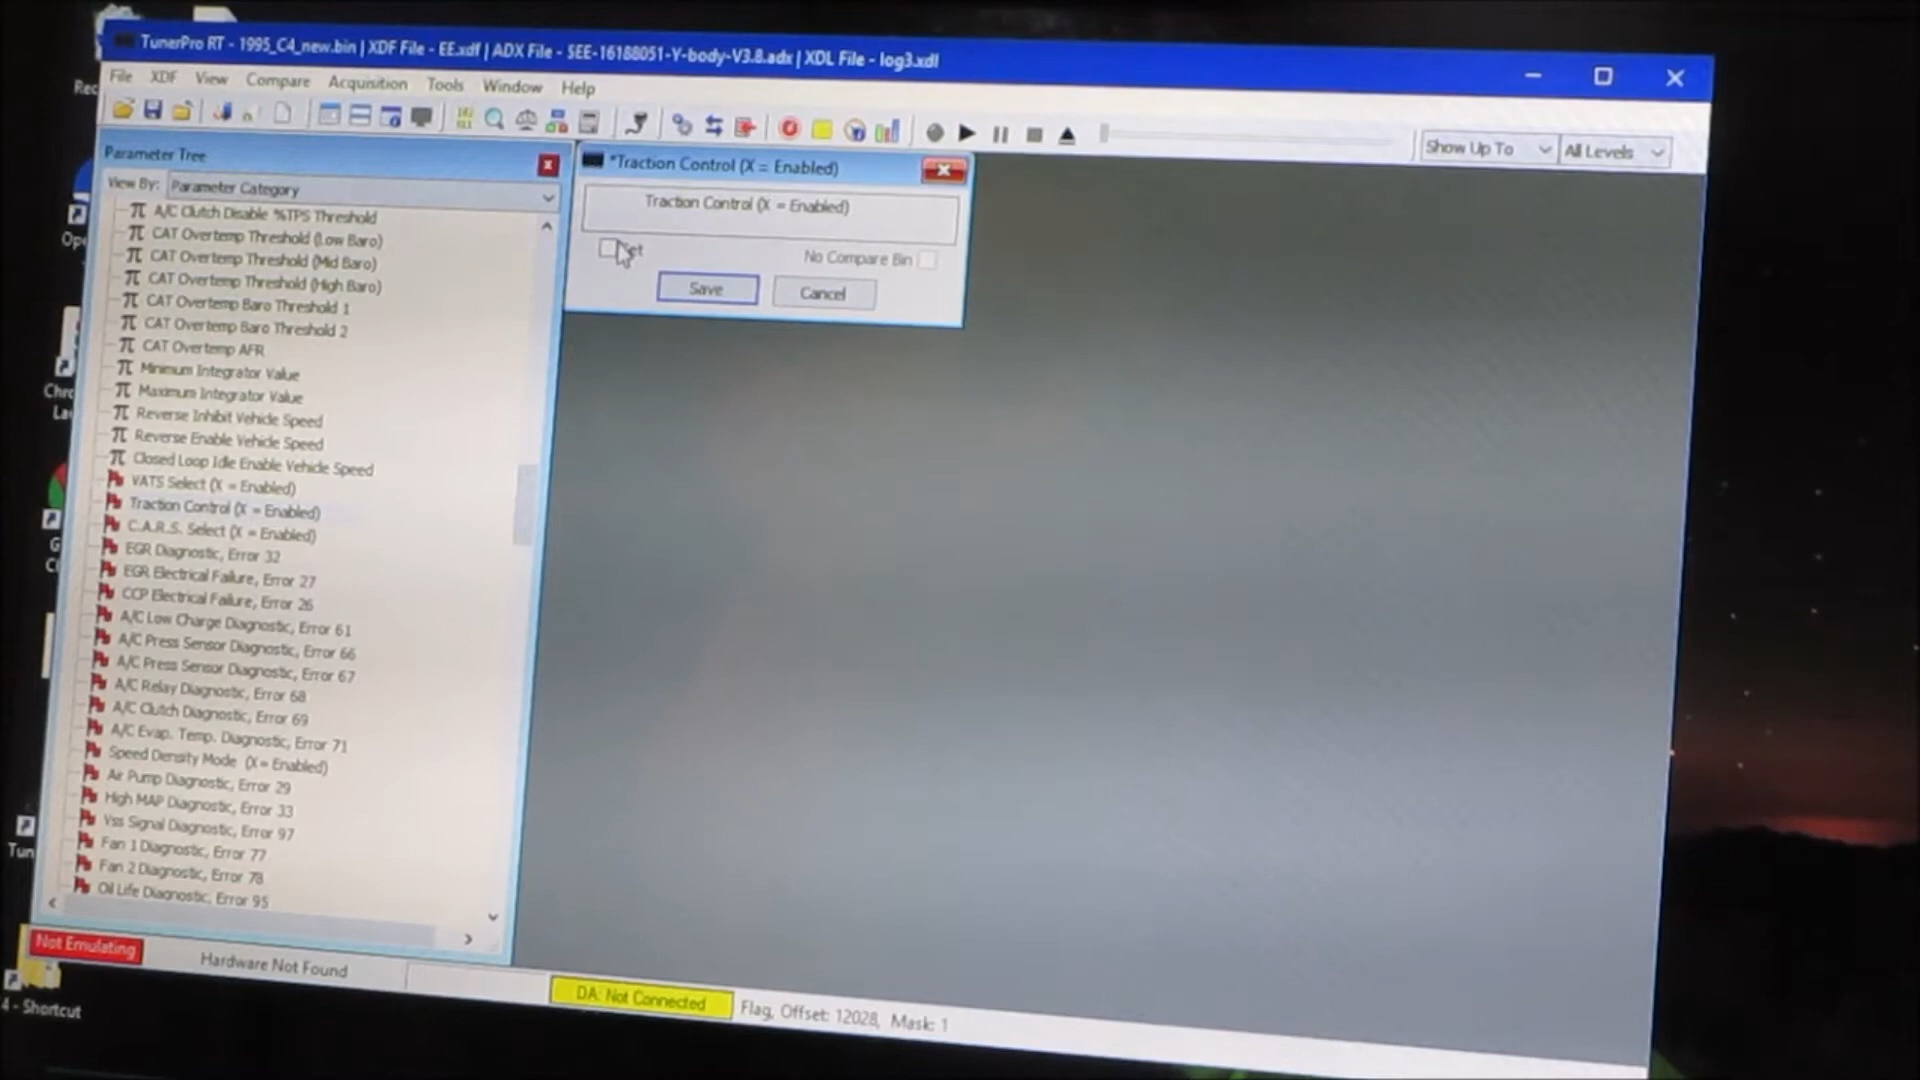 TunerPro RT - 1995_C4_new.bin | XDF File - EE.xdf | ADX File - $EE-16188051-Y-body-V3.8.adx | XDL File - log3.xdl
File XDF View Compare Acquisition Tools Window Help
Show Up To All Levels
Parameter Tree
View By: Parameter Category
A/C Clutch Disable %TPS Threshold
CAT Overtemp Threshold (Low Baro)
CAT Overtemp Threshold (Mid Baro)
CAT Overtemp Threshold (High Baro)
CAT Overtemp Baro Threshold 1
CAT Overtemp Baro Threshold 2
CAT Overtemp AFR
Minimum Integrator Value
Maximum Integrator Value
Reverse Inhibit Vehicle Speed
Reverse Enable Vehicle Speed
Closed Loop Idle Enable Vehicle Speed
VATS Select (X = Enabled)
Traction Control (X = Enabled)
C.A.R.S. Select (X = Enabled)
EGR Diagnostic, Error 32
EGR Electrical Failure, Error 27
CCP Electrical Failure, Error 26
A/C Low Charge Diagnostic, Error 61
A/C Press Sensor Diagnostic, Error 66
A/C Press Sensor Diagnostic, Error 67
A/C Relay Diagnostic, Error 68
A/C Clutch Diagnostic, Error 69
A/C Evap. Temp. Diagnostic, Error 71
Speed Density Mode (X= Enabled)
Air Pump Diagnostic, Error 29
High MAP Diagnostic, Error 33
Vss Signal Diagnostic, Error 97
Fan 1 Diagnostic, Error 77
Fan 2 Diagnostic, Error 78
Oil Life Diagnostic, Error 95
*Traction Control (X = Enabled)
Traction Control (X = Enabled)
No Compare Bin
Save Cancel
Not Emulating
Hardware Not Found
DA: Not Connected
Flag, Offset: 12028, Mask: 1
4 - Shortcut